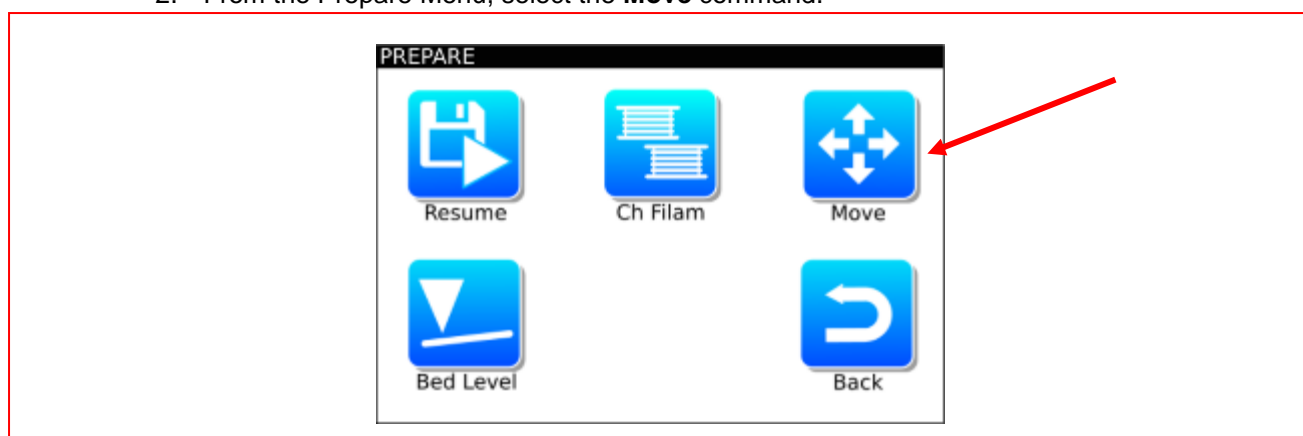 2. From the Prepare Menu, select the Move command.
PREPARE
Resume Ch Filam Move
Bed Level Back